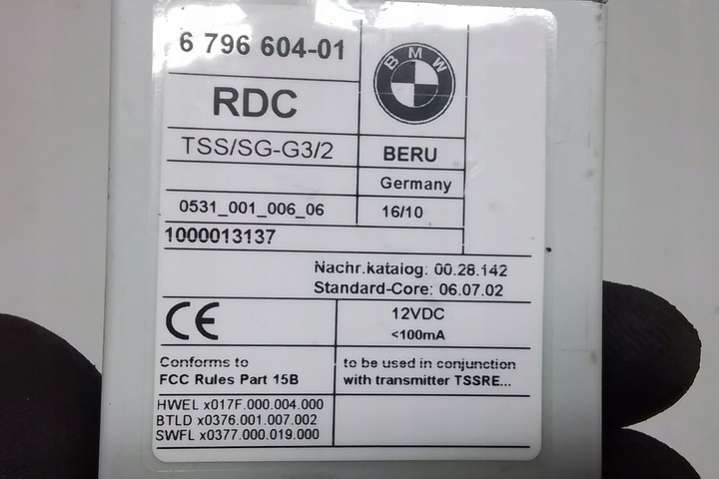 6 796 604-01
BMW
RDC
TSS/SG-G3/2
BERU
Germany
0531_001_006_06
16/10
1000013137
Nachr.katalog: 00.28.142
Standard-Core: 06.07.02
CE
12VDC
<100mA
Conforms to
FCC Rules Part 15B
to be used in conjunction
with transmitter TSSRE...
HWEL x017F.000.004.000
BTLD x0376.001.007.002
SWFL x0377.000.019.000